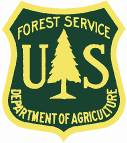 FOREST SERVICE
U S
DEPARTMENT OF AGRICULTURE